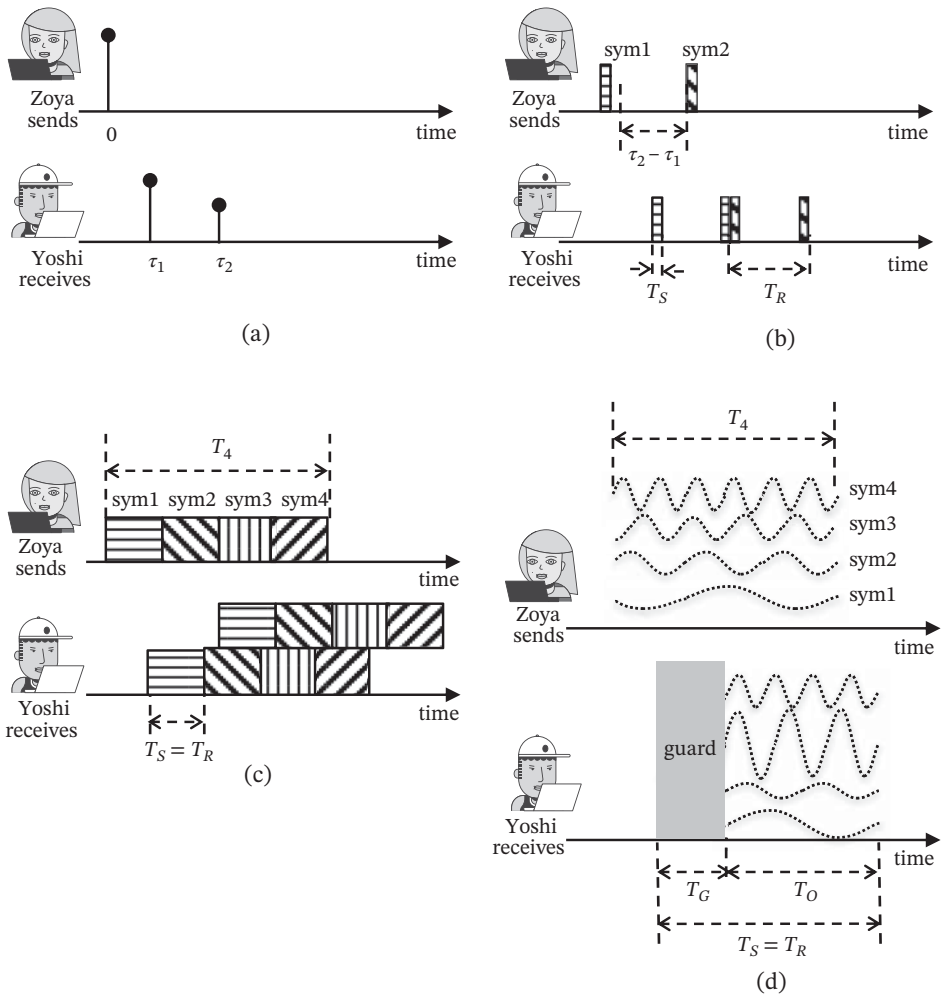 Zoya
sends
time
0
Yoshi
receives
time
τ1
τ2
(a)
sym1 sym2
Zoya
sends
time
τ2 – τ1
Yoshi
receives
time
TS
TR
(b)
T4
sym1 sym2 sym3 sym4
Zoya
sends
time
Yoshi
receives
time
TS = TR
(c)
T4
sym4
sym3
sym2
sym1
Zoya
sends
time
guard
Yoshi
receives
time
TG
TO
TS = TR
(d)